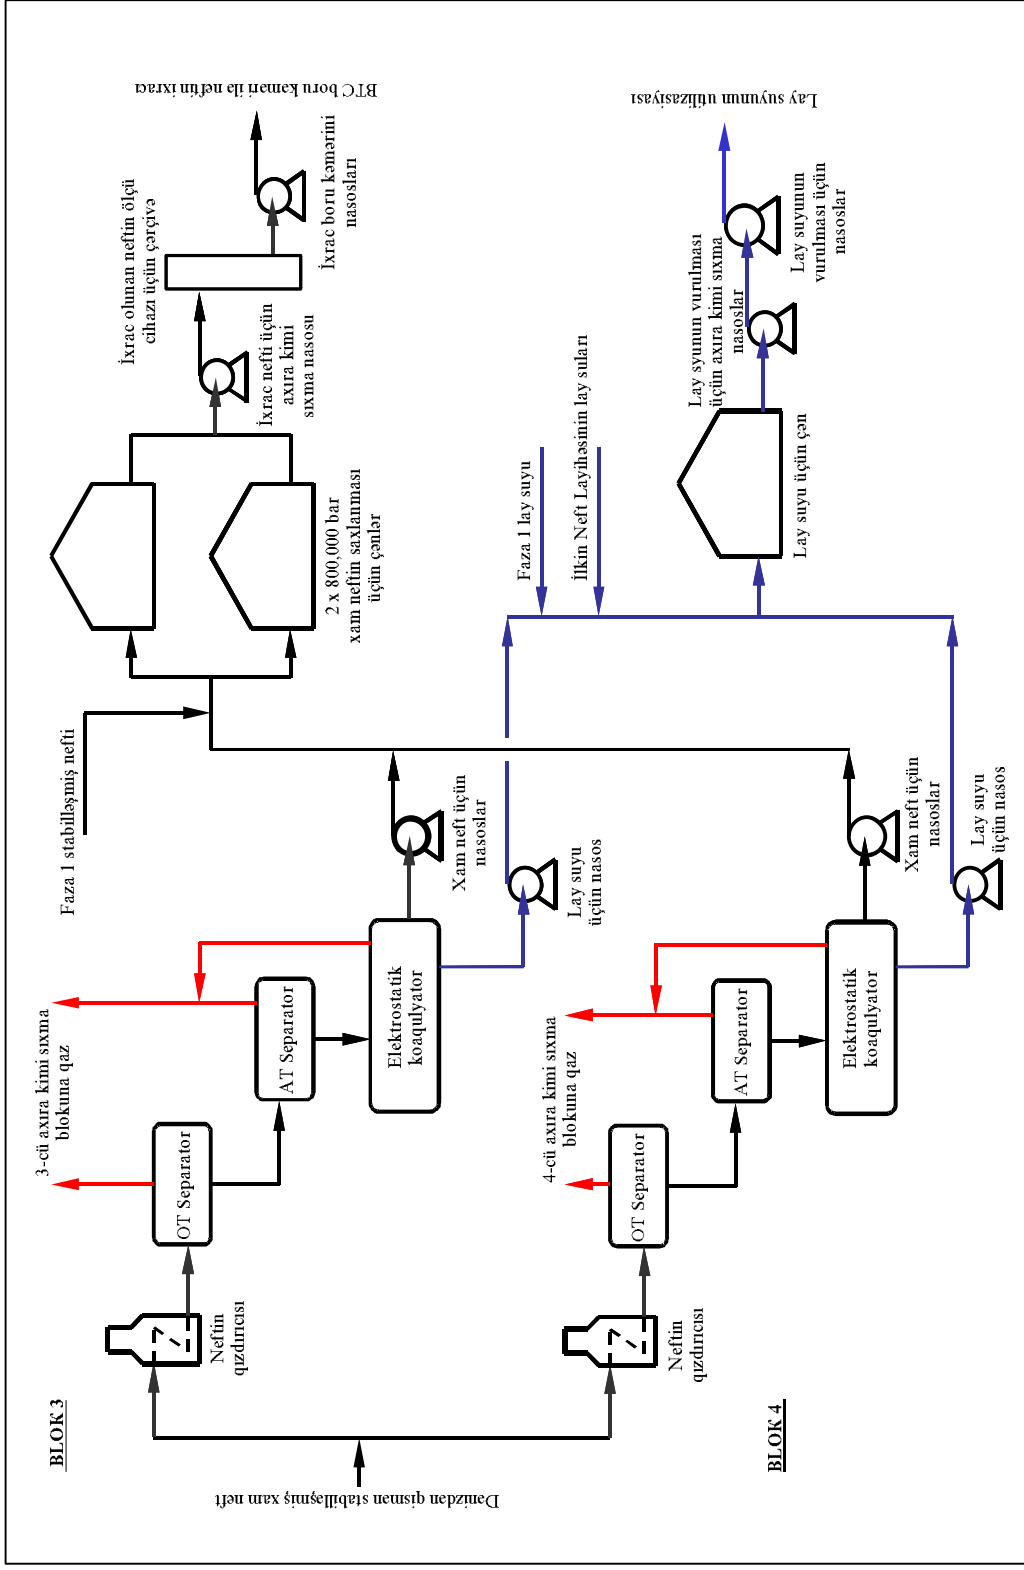 BLOK 3
Dənizdən qismən stabilləşmiş xam neft
Neftin
qızdırıcısı
OT Separator
3-cü axıra kimi sıxma
blokuna qaz
AT Separator
Elektrostatik
koaqulyator
Xam neft üçün
nasoslar
Lay suyu
üçün nasos
Faza 1 stabilləşmiş nefti
2 x 800,000 bar
xam neftin saxlanması
üçün çənlər
İxrac nefti üçün
axıra kimi
sıxma nasosu
İxrac olunan neftin ölçü
cihazı üçün çərçivə
İxrac boru kəmərini
nasosları
BTC boru kəməri ilə neftin ixracı
BLOK 4
Neftin
qızdırıcısı
OT Separator
4-cü axıra kimi sıxma
blokuna qaz
AT Separator
Elektrostatik
koaqulyator
Xam neft üçün
nasoslar
Lay suyu
üçün nasos
Faza 1 lay suyu
İlkin Neft Layihəsinin lay suları
Lay suyu üçün çən
Lay syunun vurulması
üçün axıra kimi sıxma
nasoslar
Lay suyunun
vurulması üçün
nasoslar
Lay suyunun utilizasiyası